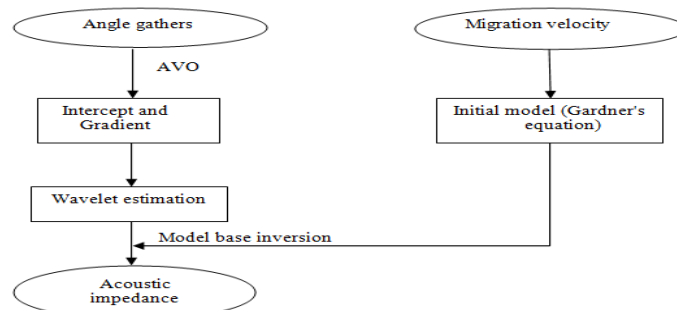 Angle gathers
Migration velocity
AVO
Intercept and
Gradient
Initial model (Gardner's
equation)
Wavelet estimation
Model base inversion
Acoustic
impedance